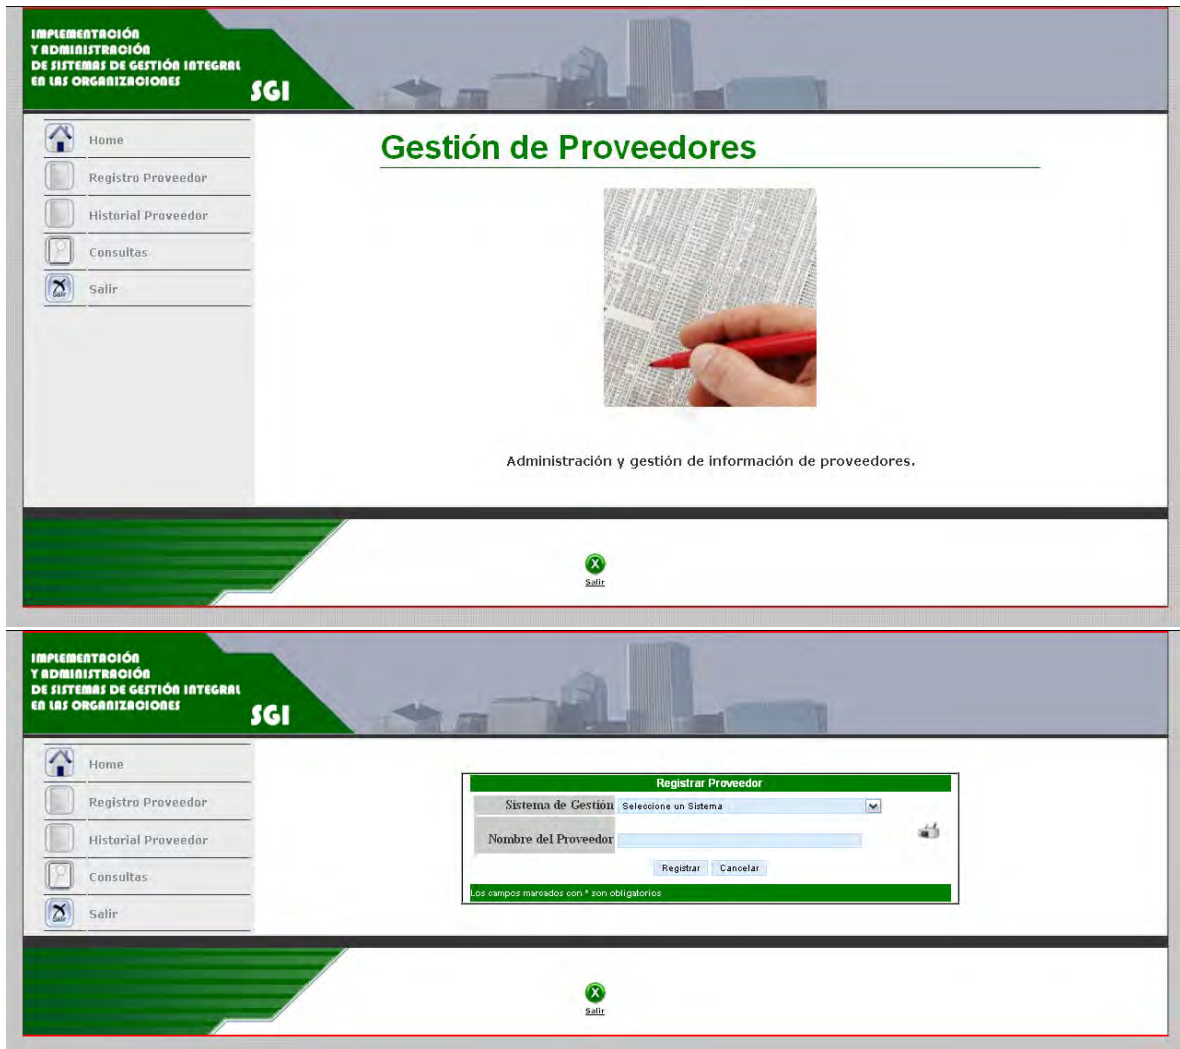 IMPLEMENTACIÓN
Y ADMINISTRACIÓN
DE SISTEMAS DE GESTIÓN INTEGRAL
EN LAS ORGANIZACIONES
SGI
Home
Registro Proveedor
Historial Proveedor
Consultas
Salir
Gestión de Proveedores
Administración y gestión de información de proveedores.
Salir
IMPLEMENTACIÓN
Y ADMINISTRACIÓN
DE SISTEMAS DE GESTIÓN INTEGRAL
EN LAS ORGANIZACIONES
SGI
Home
Registro Proveedor
Historial Proveedor
Consultas
Salir
Registrar Proveedor
Sistema de Gestión Seleccione un Sistema
Nombre del Proveedor
Registrar Cancelar
Los campos marcados con * son obligatorios
Salir